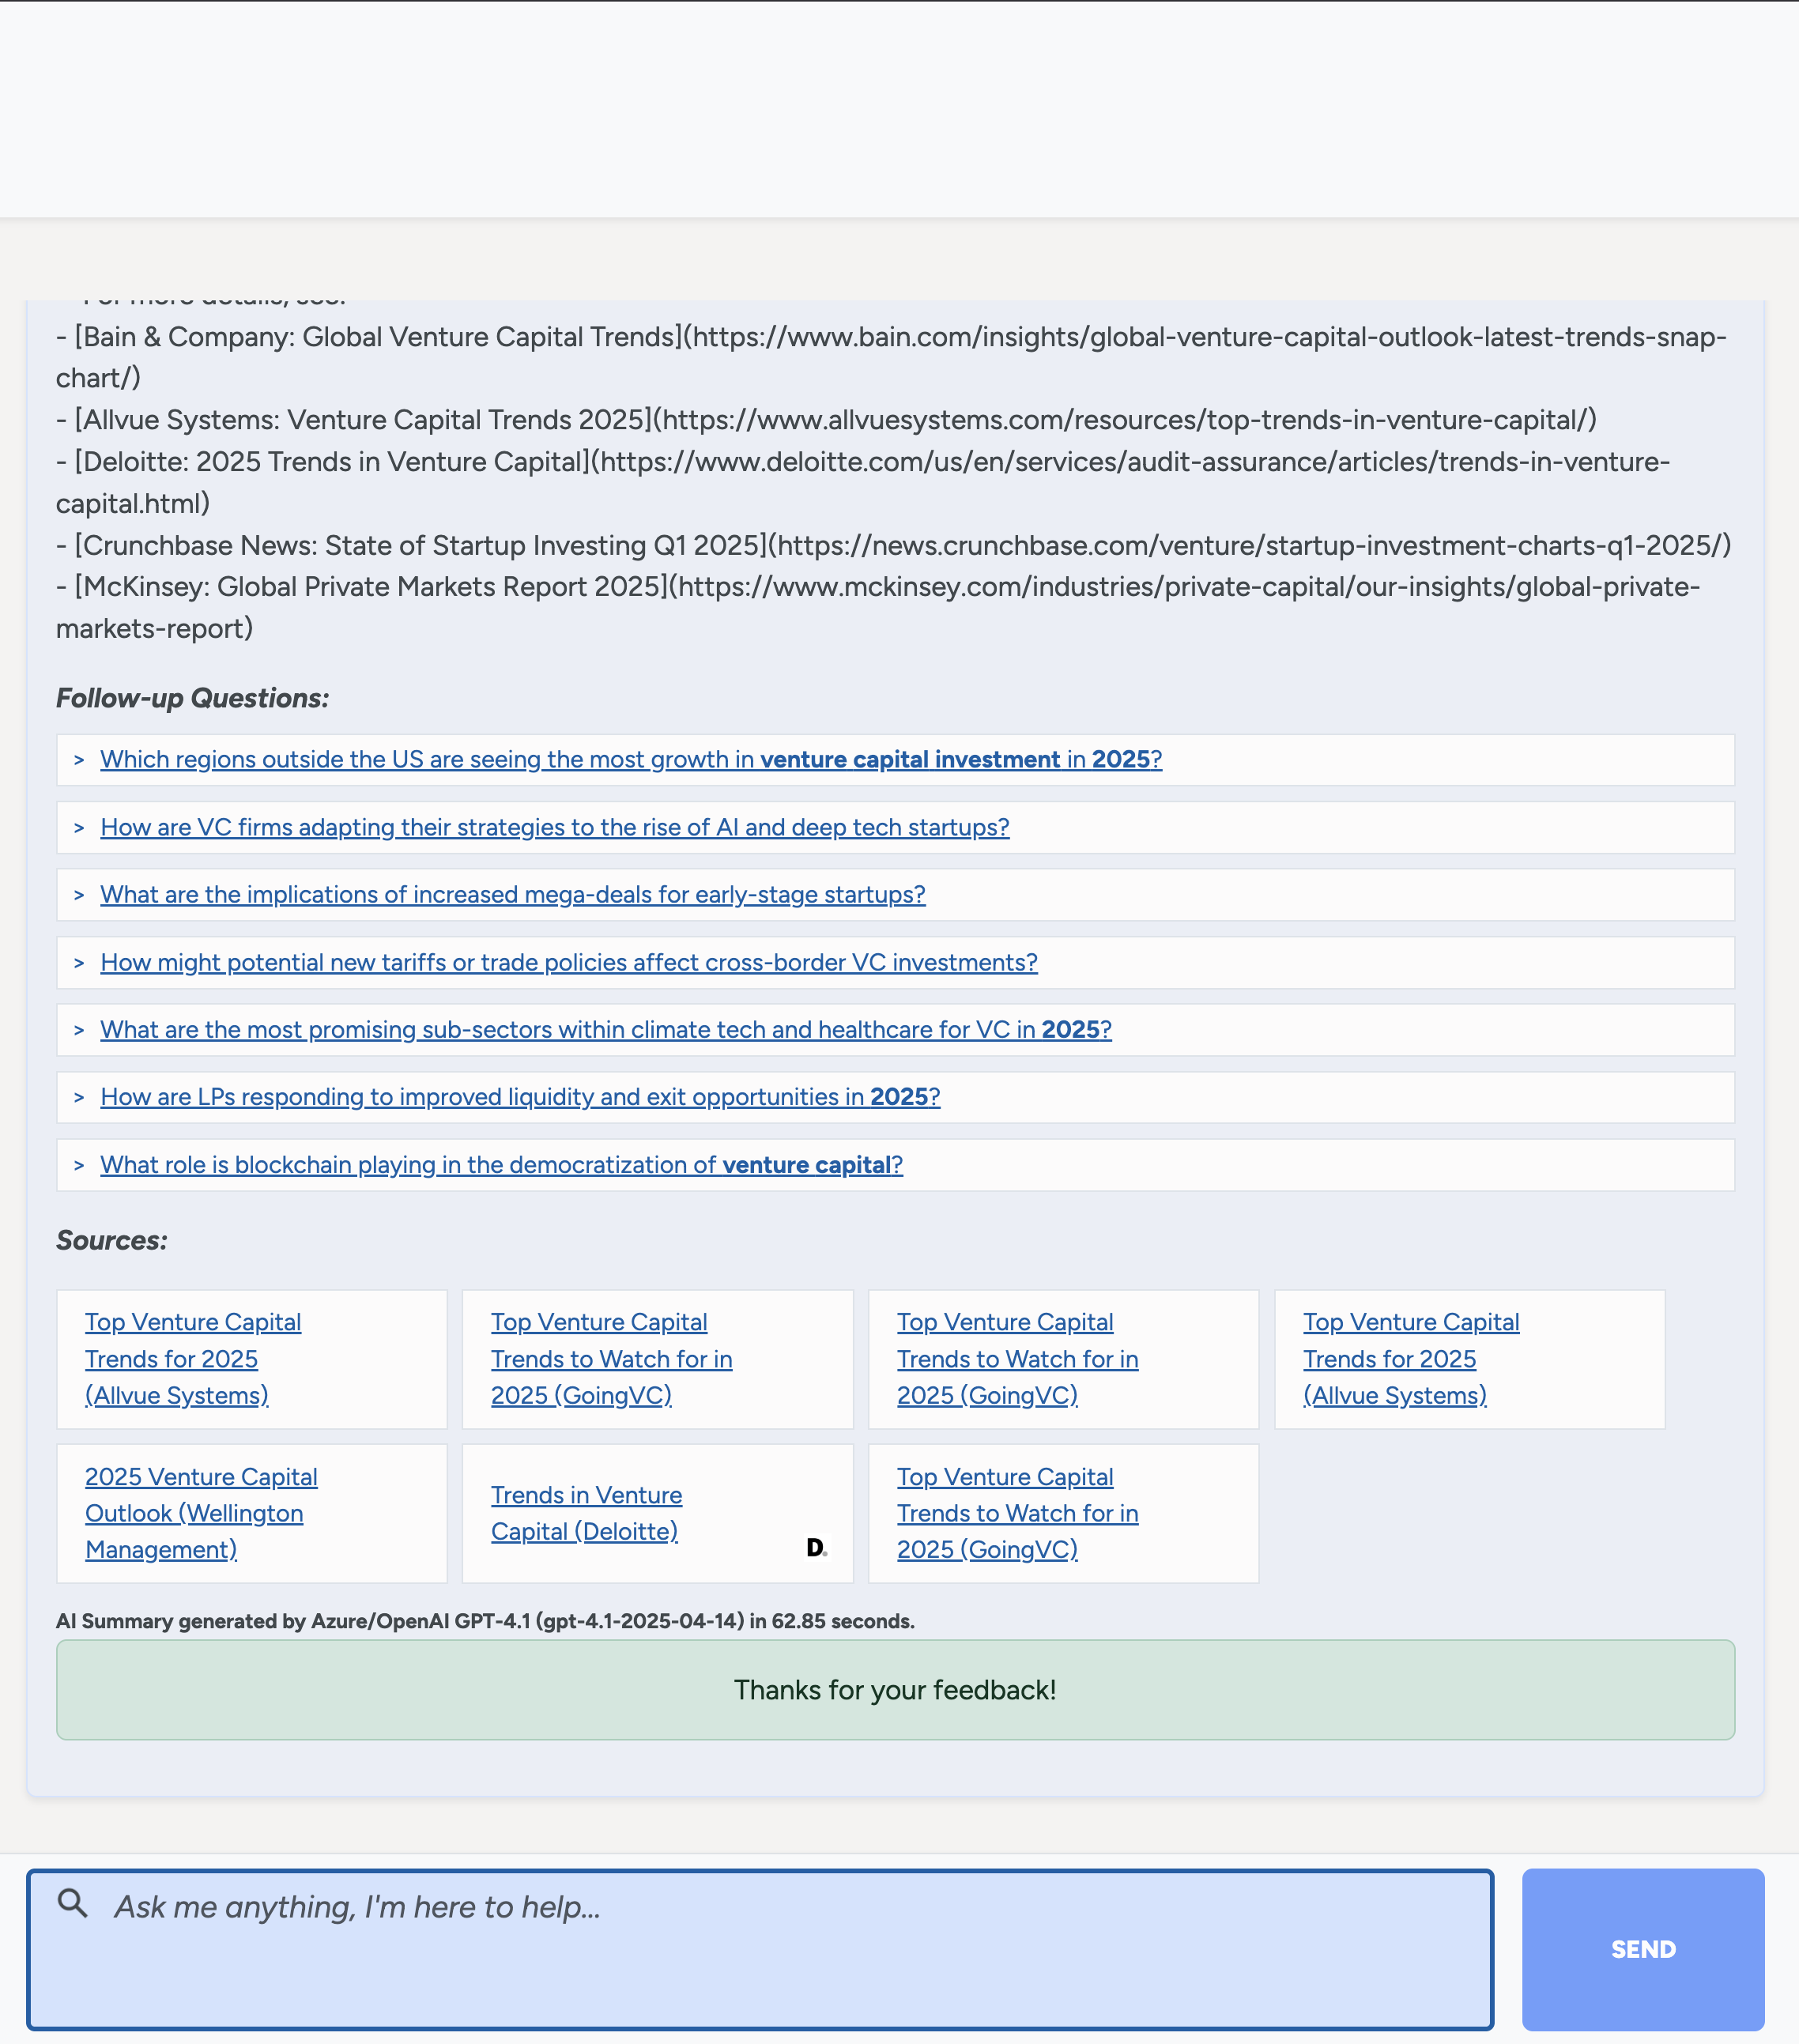 For more details, see:
- [Bain & Company: Global Venture Capital Trends](https://www.bain.com/insights/global-venture-capital-outlook-latest-trends-snap-
chart/)
- [Allvue Systems: Venture Capital Trends 2025](https://www.allvuesystems.com/resources/top-trends-in-venture-capital/)
- [Deloitte: 2025 Trends in Venture Capital](https://www.deloitte.com/us/en/services/audit-assurance/articles/trends-in-venture-
capital.html)
- [Crunchbase News: State of Startup Investing Q1 2025](https://news.crunchbase.com/venture/startup-investment-charts-q1-2025/)
- [McKinsey: Global Private Markets Report 2025](https://www.mckinsey.com/industries/private-capital/our-insights/global-private-
markets-report)
Follow-up Questions:
> Which regions outside the US are seeing the most growth in venture capital investment in 2025?
> How are VC firms adapting their strategies to the rise of AI and deep tech startups?
> What are the implications of increased mega-deals for early-stage startups?
> How might potential new tariffs or trade policies affect cross-border VC investments?
> What are the most promising sub-sectors within climate tech and healthcare for VC in 2025?
> How are LPs responding to improved liquidity and exit opportunities in 2025?
> What role is blockchain playing in the democratization of venture capital?
Sources:
Top Venture Capital
Trends for 2025
(Allvue Systems)
Top Venture Capital
Trends to Watch for in
2025 (GoingVC)
Top Venture Capital
Trends to Watch for in
2025 (GoingVC)
Top Venture Capital
Trends for 2025
(Allvue Systems)
2025 Venture Capital
Outlook (Wellington
Management)
Trends in Venture
Capital (Deloitte)
D.
Top Venture Capital
Trends to Watch for in
2025 (GoingVC)
AI Summary generated by Azure/OpenAI GPT-4.1 (gpt-4.1-2025-04-14) in 62.85 seconds.
Thanks for your feedback!
Ask me anything, I'm here to help...
SEND